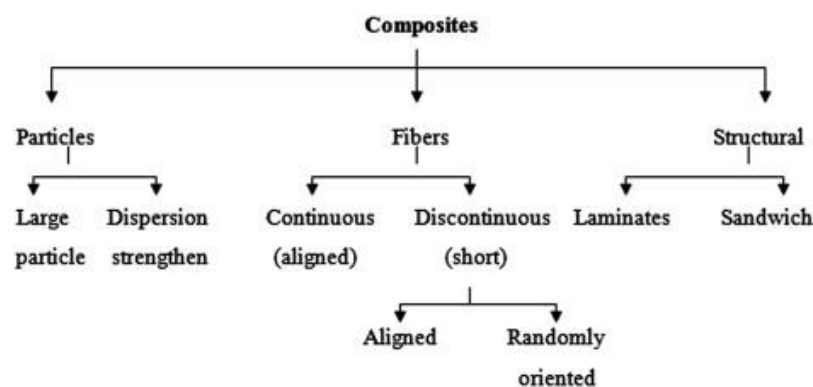 Composites
Particles Fibers Structural
Large Dispersion Continuous Discontinuous Laminates Sandwich
particle strengthen (aligned) (short)
Aligned Randomly
oriented